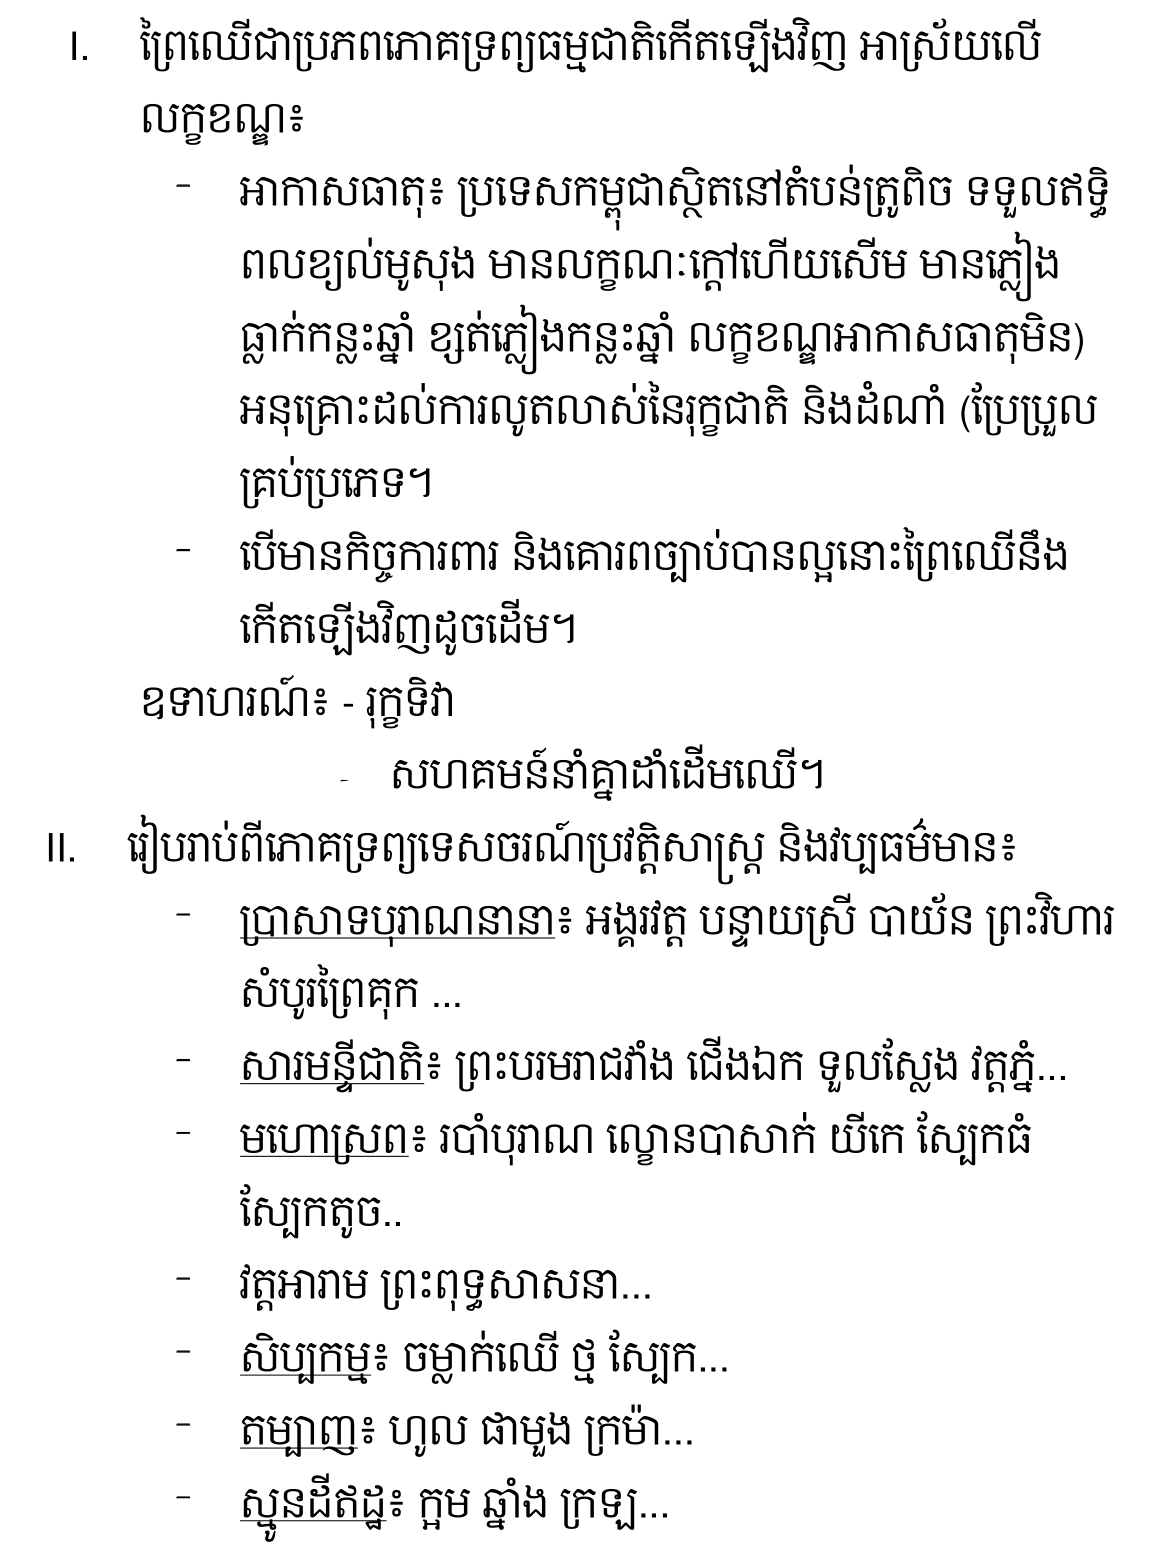 I. ព្រៃឈើជាប្រភពភោគទ្រព្យធម្មជាតិកើតឡើងវិញ អាស្រ័យលើ
លក្ខខណ្ឌ៖
- អាកាសធាតុ៖ ប្រទេសកម្ពុជាស្ថិតនៅតំបន់ត្រូពិច ទទួលឥទ្ធិ
ពលខ្យល់មូសុង មានលក្ខណៈក្ដៅហើយសើម មានភ្លៀង
ធ្លាក់កន្លះឆ្នាំ ខ្សត់ភ្លៀងកន្លះឆ្នាំ លក្ខខណ្ឌអាកាសធាតុមិន)
អនុគ្រោះដល់ការលូតលាស់នៃរុក្ខជាតិ និងដំណាំ (ប្រែប្រួល
គ្រប់ប្រភេទ។
- បើមានកិច្ចការពារ និងគោរពច្បាប់បានល្អនោះព្រៃឈើនឹង
កើតឡើងវិញដូចដើម។
ឧទាហរណ៍៖ - រុក្ខទិវា
- សហគមន៍នាំគ្នាដាំដើមឈើ។
II. រៀបរាប់ពីភោគទ្រព្យទេសចរណ៍ប្រវត្តិសាស្ត្រ និងវប្បធម៌មាន៖
- ប្រាសាទបុរាណនានា៖ អង្គរវត្ត បន្ទាយស្រី បាយ័ន ព្រះវិហារ
សំបូរព្រៃគុក ...
- សារមន្ទីជាតិ៖ ព្រះបរមរាជវាំង ជើងឯក ទួលស្លែង វត្តភ្នំ...
- មហោស្រព៖ របាំបុរាណ ល្ខោនបាសាក់ យីកេ ស្បែកធំ
ស្បែកតូច..
- វត្តអារាម ព្រះពុទ្ធសាសនា...
- សិប្បកម្ម៖ ចម្លាក់ឈើ ថ្ម ស្បែក...
- តម្បាញ៖ ហូល ផាមួង ក្រម៉ា...
- ស្មូនដីឥដ្ឋ៖ ក្អម ឆ្នាំង ក្រឡ...